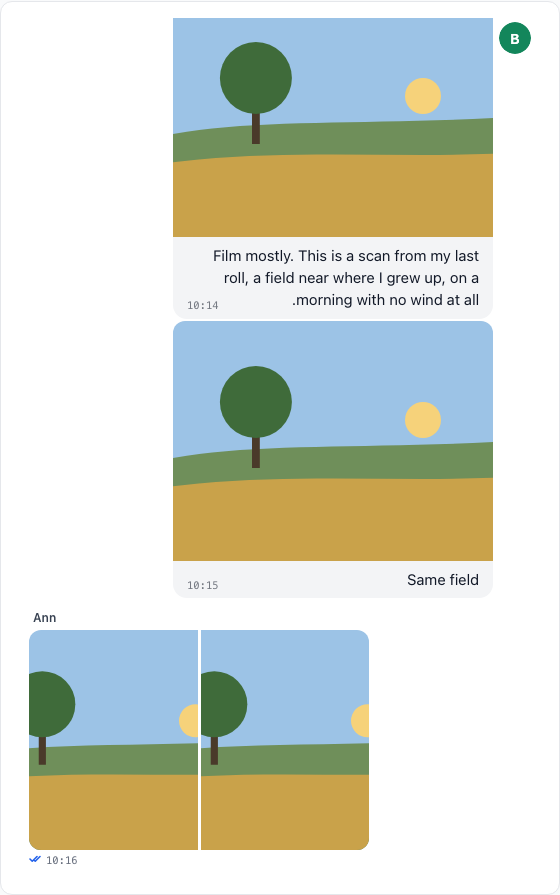 B
Film mostly. This is a scan from my last
roll, a field near where I grew up, on a
.morning with no wind at all
10:14
Same field
10:15
Ann
10:16